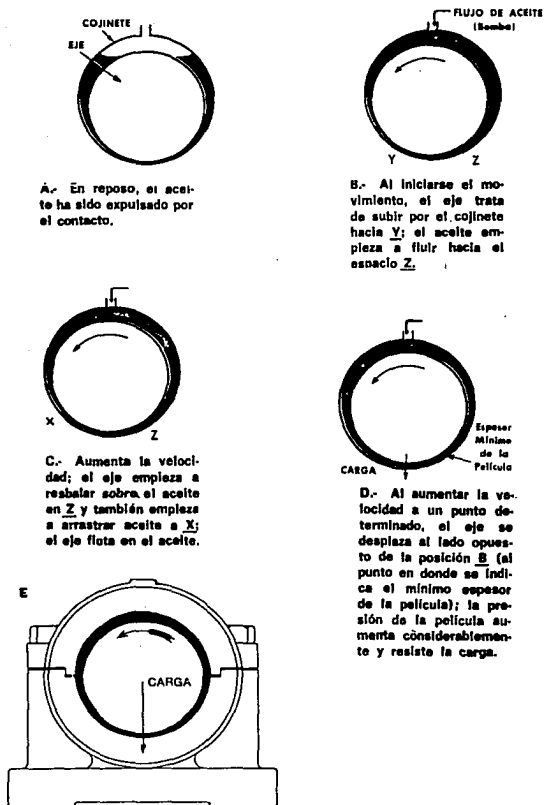 COJINETE
EJE
A.- En reposo, el acei-
te ha sido expulsado por
el contacto.
FLUJO DE ACEITE
(Bomba)
Y
Z
B.- Al iniciarse el mo-
vimiento, el eje trata
de subir por el cojinete
hacia Y; el aceite em-
pieza a fluir hacia el
espacio Z.
X
Z
C.- Aumenta la veloci-
dad; el eje empieza a
resbalar sobre el aceite
en Z y también empieza
a arrastrar aceite a X;
el eje flota en el aceite.
Espesor
Mínimo
de la
Película
CARGA
D.- Al aumentar la ve-
locidad a un punto de-
terminado, el eje se
desplaza al lado opues-
to de la posición B (al
punto en donde se indi-
ca el mínimo espesor
de la película); la pre-
sión de la película au-
menta considerablemen-
te y resiste la carga.
E
CARGA